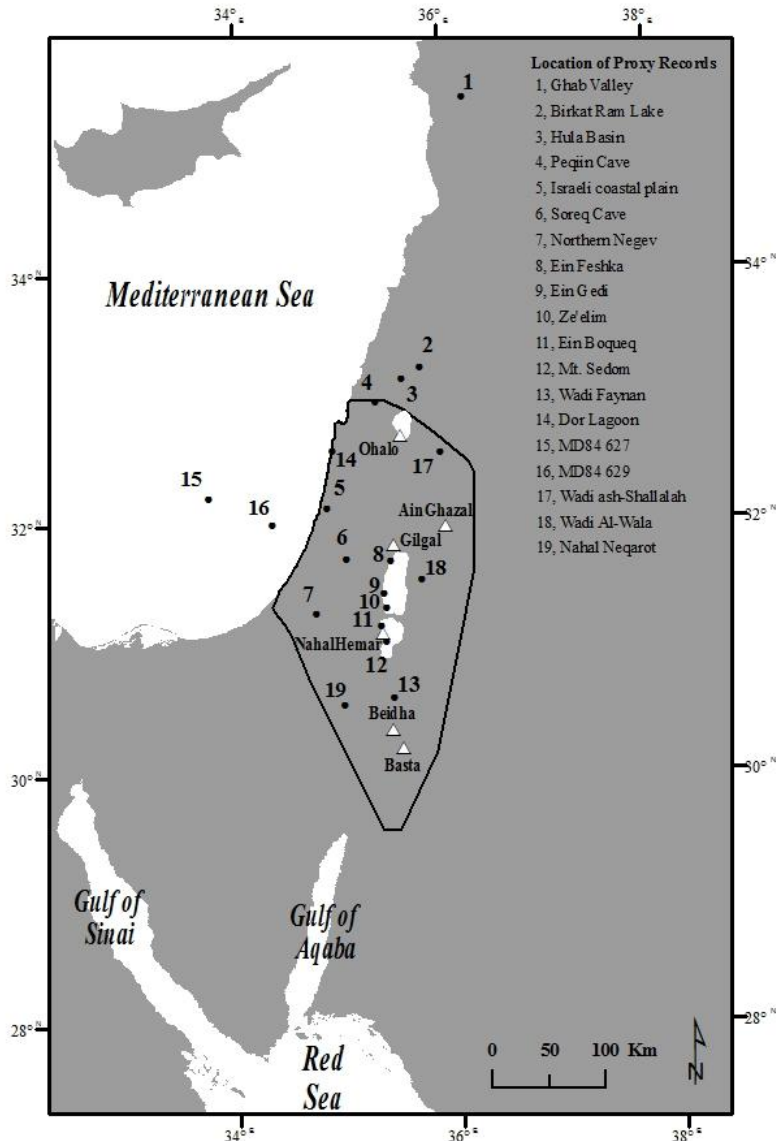 34° E
36° E
38° E
Location of Proxy Records
1, Ghab Valley
2, Birkat Ram Lake
3, Hula Basin
4, Peqiin Cave
5, Israeli coastal plain
6, Soreq Cave
7, Northern Negev
8, Ein Feshka
9, Ein Gedi
10, Ze'elim
11, Ein Boqeq
12, Mt. Sedom
13, Wadi Faynan
14, Dor Lagoon
15, MD84 627
16, MD84 629
17, Wadi ash-Shallalah
18, Wadi Al-Wala
19, Nahal Neqarot
1
34° N
34° N
Mediterranean Sea
2
4
3
Ohalo
14
17
15
5
16
Ain Ghazal
32° N
32° N
6
Gilgal
8
18
9
7
10
11
Nahal Hemar
12
19
13
Beidha
Basta
30° N
30° N
Gulf of
Sinai
Gulf of
Aqaba
28° N
28° N
Red
Sea
0 50 100 Km
N
34° E
36° E
38° E